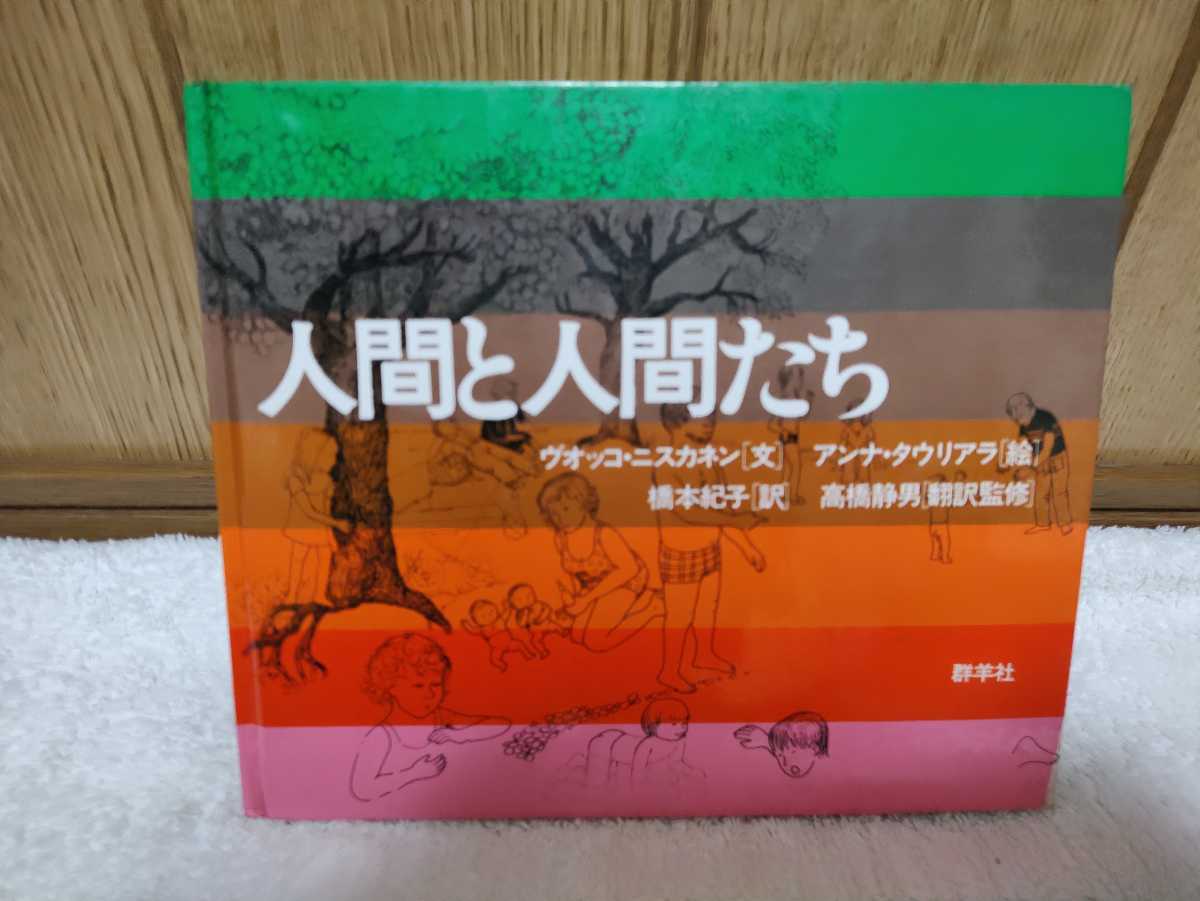 人間と人間たち
ヴオッコ・ニスカネン[文] アンナ・タウリアラ[絵]
橋本紀子[訳] 高橋静男[翻訳監修]
群羊社